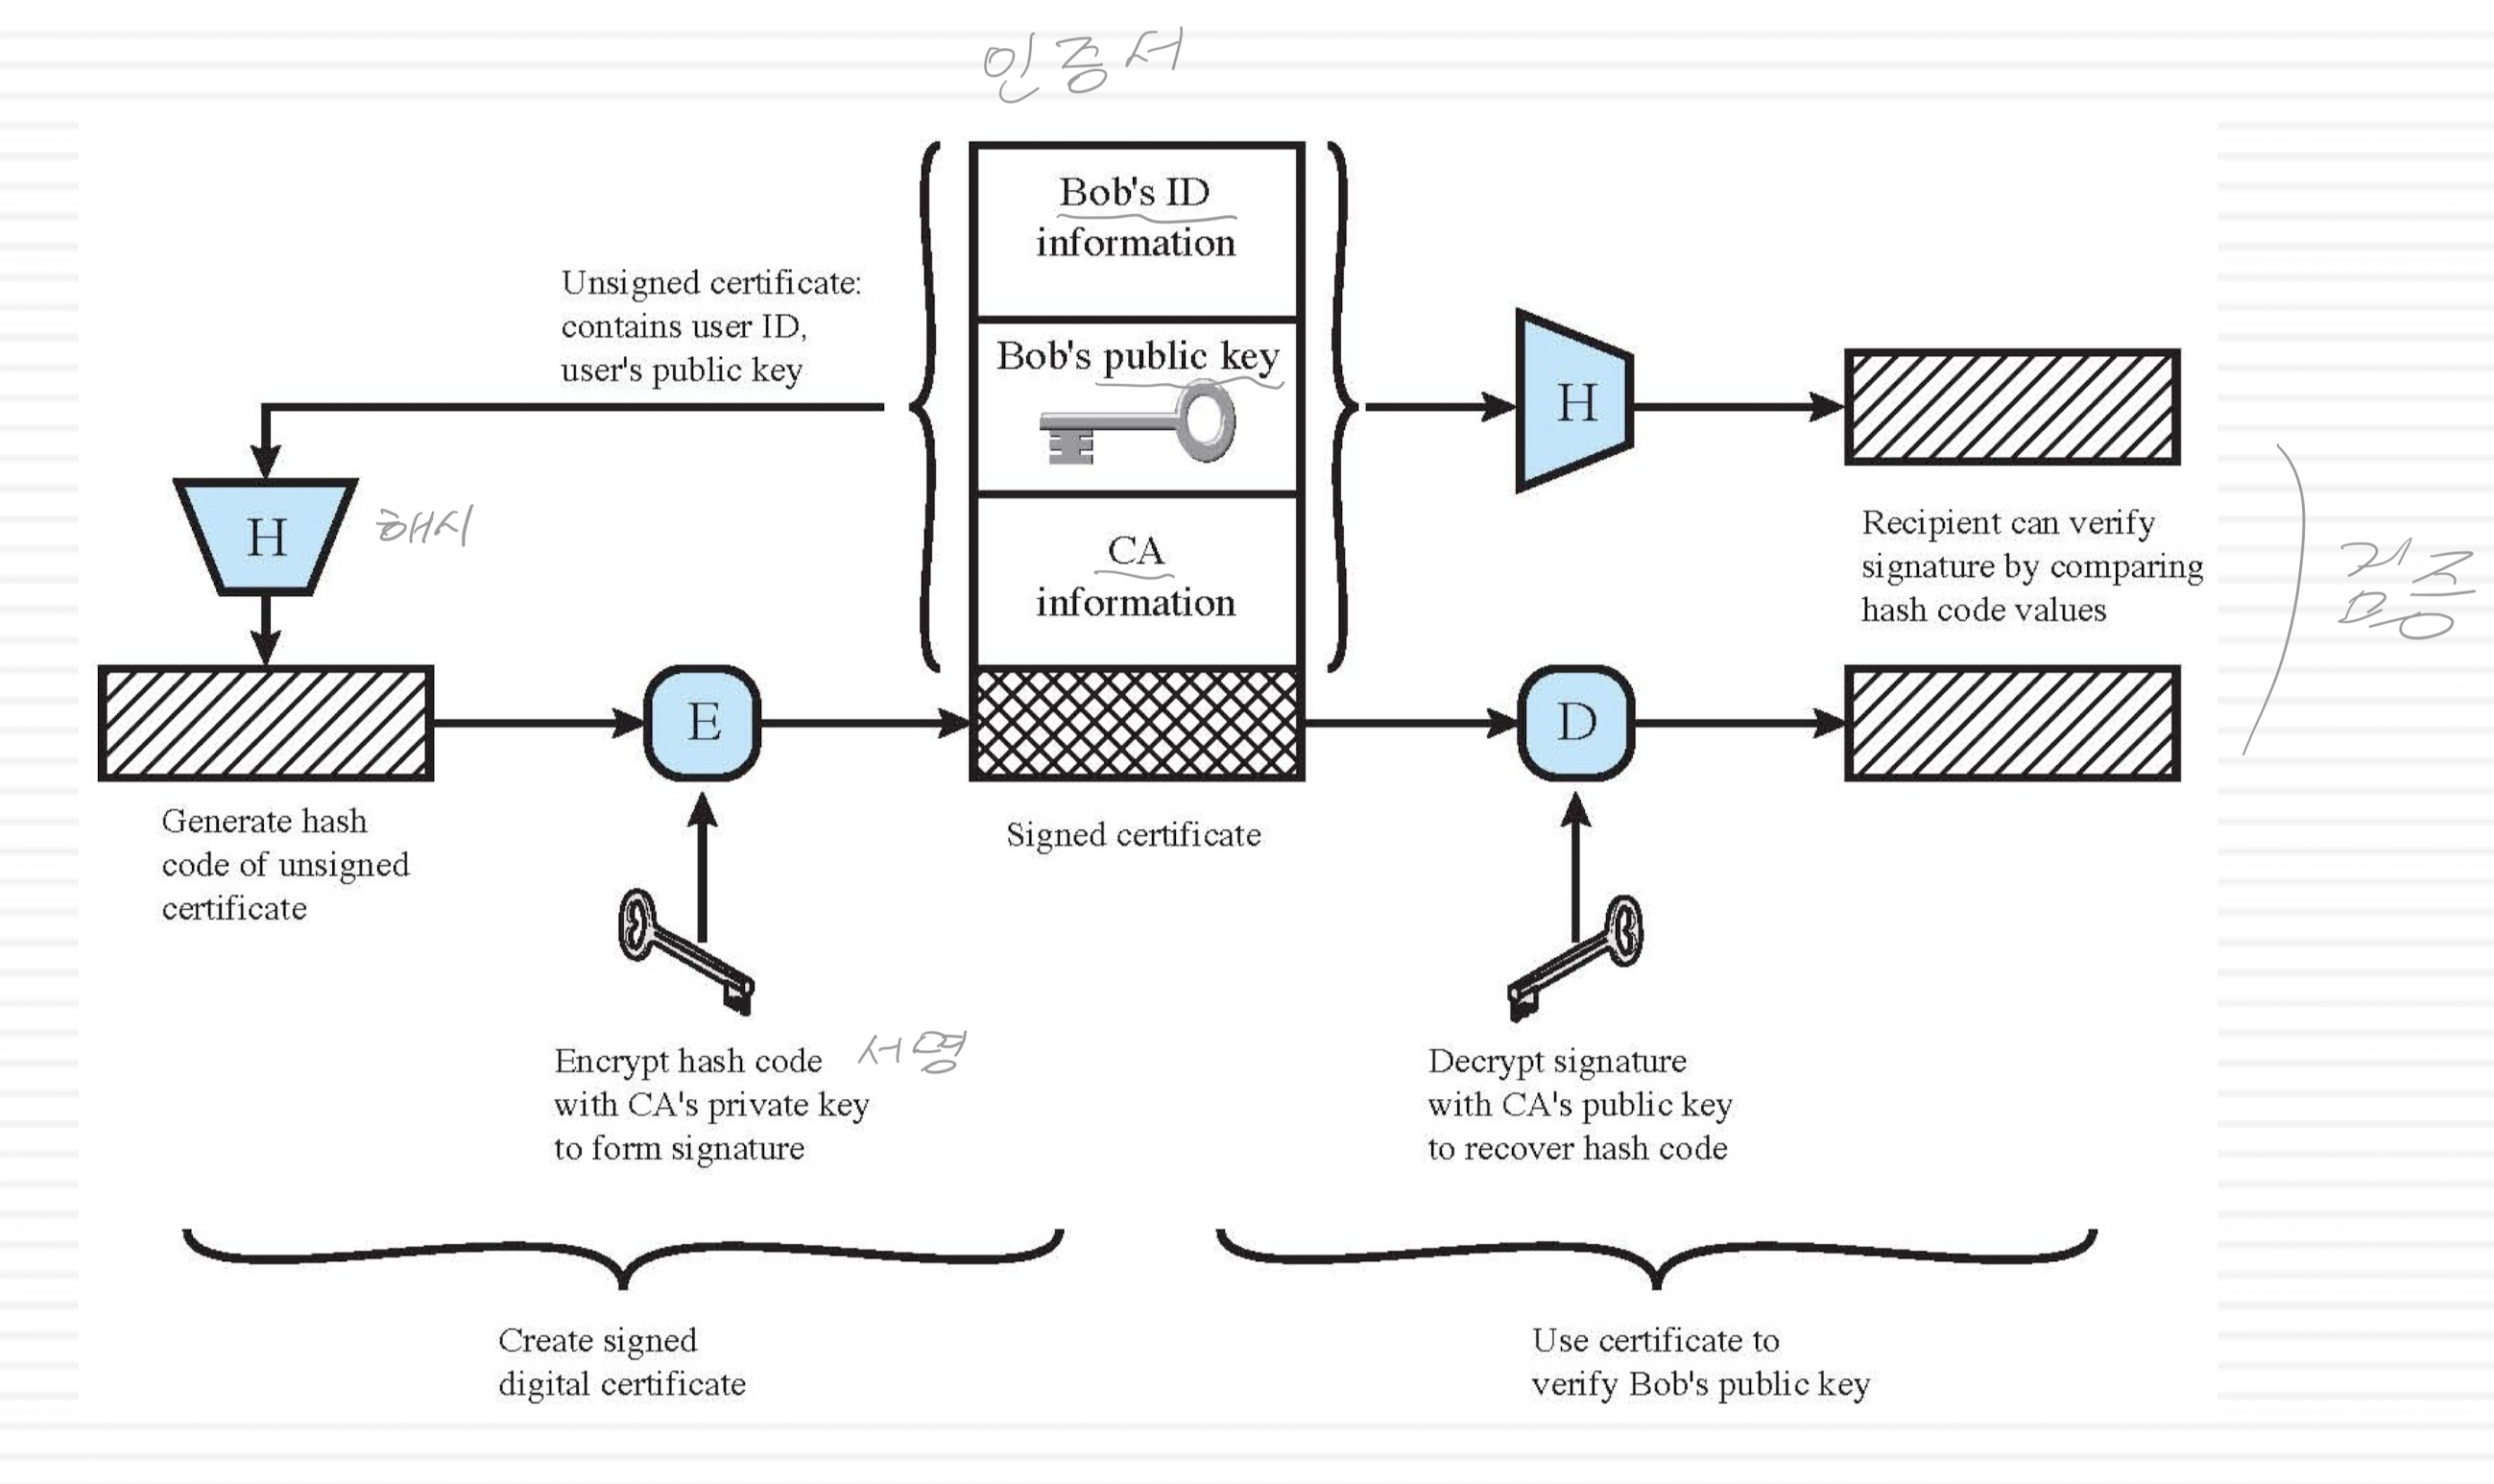 인증서
Bob's ID
information
Unsigned certificate:
contains user ID,
user's public key
Bob's public key
H
H
해시
CA
information
Recipient can verify
signature by comparing
hash code values
검증
E
D
Generate hash
code of unsigned
certificate
Signed certificate
Encrypt hash code
with CA's private key
to form signature
서명
Decrypt signature
with CA's public key
to recover hash code
Create signed
digital certificate
Use certificate to
verify Bob's public key